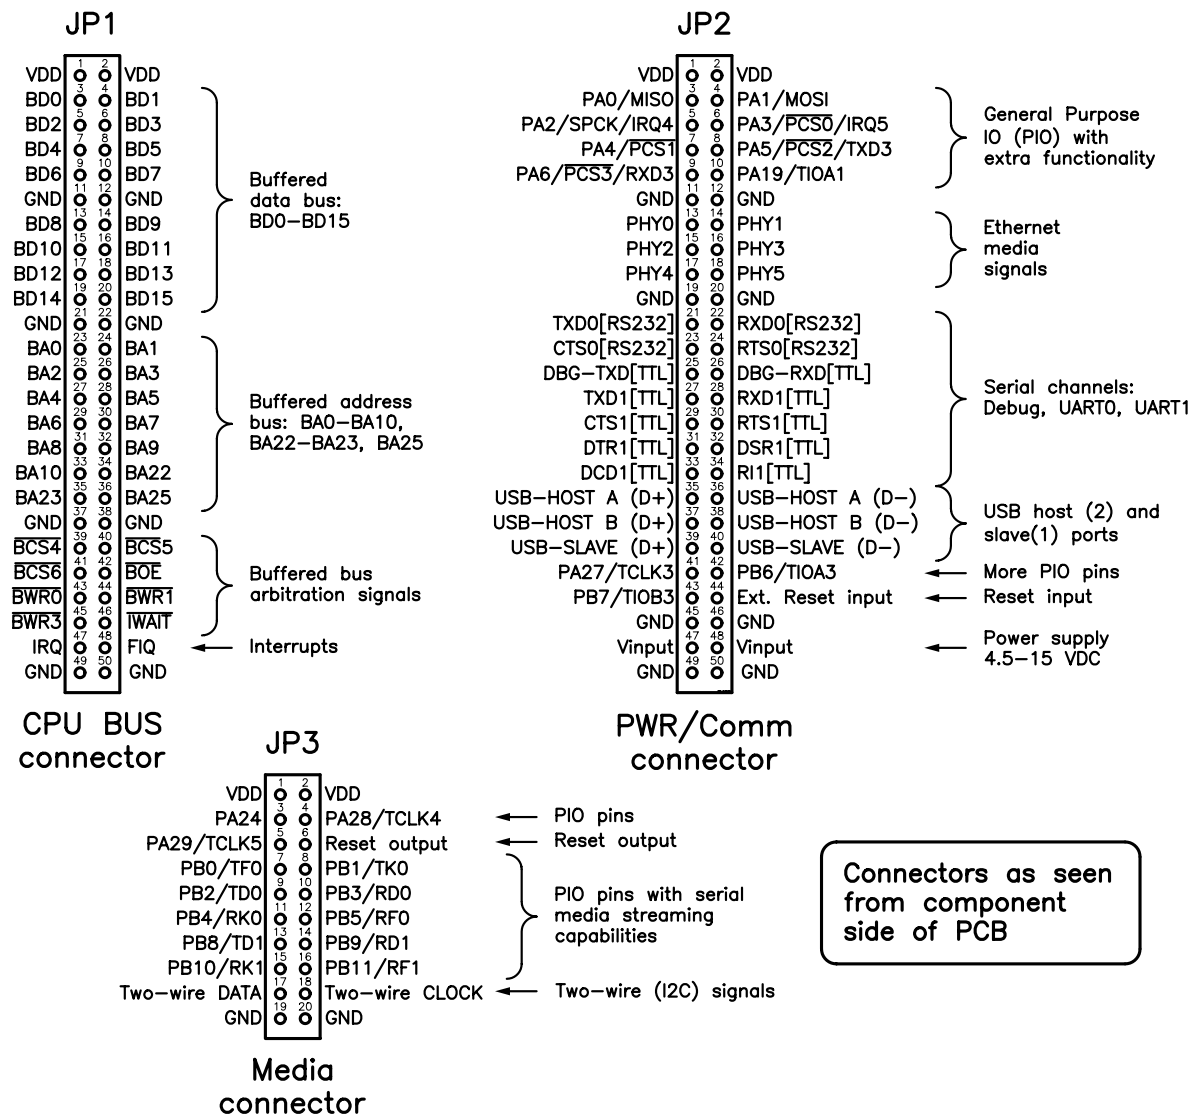 JP1
VDD 1 2 VDD
BD0 3 4 BD1
BD2 5 6 BD3
BD4 7 8 BD5
BD6 9 10 BD7
GND 11 12 GND
BD8 13 14 BD9
BD10 15 16 BD11
BD12 17 18 BD13
BD14 19 20 BD15
GND 21 22 GND
BA0 23 24 BA1
BA2 25 26 BA3
BA4 27 28 BA5
BA6 29 30 BA7
BA8 31 32 BA9
BA10 33 34 BA22
BA23 35 36 BA25
GND 37 38 GND
BCS4 39 40 BCS5
BCS6 41 42 BOE
BWR0 43 44 BWR1
BWR3 45 46 IWAIT
IRQ 47 48 FIQ
GND 49 50 GND
Buffered
data bus:
BD0-BD15
Buffered address
bus: BA0-BA10,
BA22-BA23, BA25
Buffered bus
arbitration signals
Interrupts
CPU BUS
connector
JP2
VDD 1 2 VDD
PA0/MISO 3 4 PA1/MOSI
PA2/SPCK/IRQ4 5 6 PA3/PCS0/IRQ5
PA4/PCS1 7 8 PA5/PCS2/TXD3
PA6/PCS3/RXD3 9 10 PA19/TIOA1
GND 11 12 GND
PHY0 13 14 PHY1
PHY2 15 16 PHY3
PHY4 17 18 PHY5
GND 19 20 GND
TXD0[RS232] 21 22 RXD0[RS232]
CTS0[RS232] 23 24 RTS0[RS232]
DBG-TXD[TTL] 25 26 DBG-RXD[TTL]
TXD1[TTL] 27 28 RXD1[TTL]
CTS1[TTL] 29 30 RTS1[TTL]
DTR1[TTL] 31 32 DSR1[TTL]
DCD1[TTL] 33 34 RI1[TTL]
USB-HOST A (D+) 35 36 USB-HOST A (D-)
USB-HOST B (D+) 37 38 USB-HOST B (D-)
USB-SLAVE (D+) 39 40 USB-SLAVE (D-)
PA27/TCLK3 41 42 PB6/TIOA3
PB7/TIOB3 43 44 Ext. Reset input
GND 45 46 GND
Vinput 47 48 Vinput
GND 49 50 GND
General Purpose
IO (PIO) with
extra functionality
Ethernet
media
signals
Serial channels:
Debug, UART0, UART1
USB host (2) and
slave(1) ports
More PIO pins
Reset input
Power supply
4.5-15 VDC
PWR/Comm
connector
JP3
VDD 1 2 VDD
PA24 3 4 PA28/TCLK4
PA29/TCLK5 5 6 Reset output
PB0/TF0 7 8 PB1/TK0
PB2/TD0 9 10 PB3/RD0
PB4/RK0 11 12 PB5/RF0
PB8/TD1 13 14 PB9/RD1
PB10/RK1 15 16 PB11/RF1
Two-wire DATA 17 18 Two-wire CLOCK
GND 19 20 GND
PIO pins
Reset output
PIO pins with serial
media streaming
capabilities
Two-wire (I2C) signals
Media
connector
Connectors as seen
from component
side of PCB